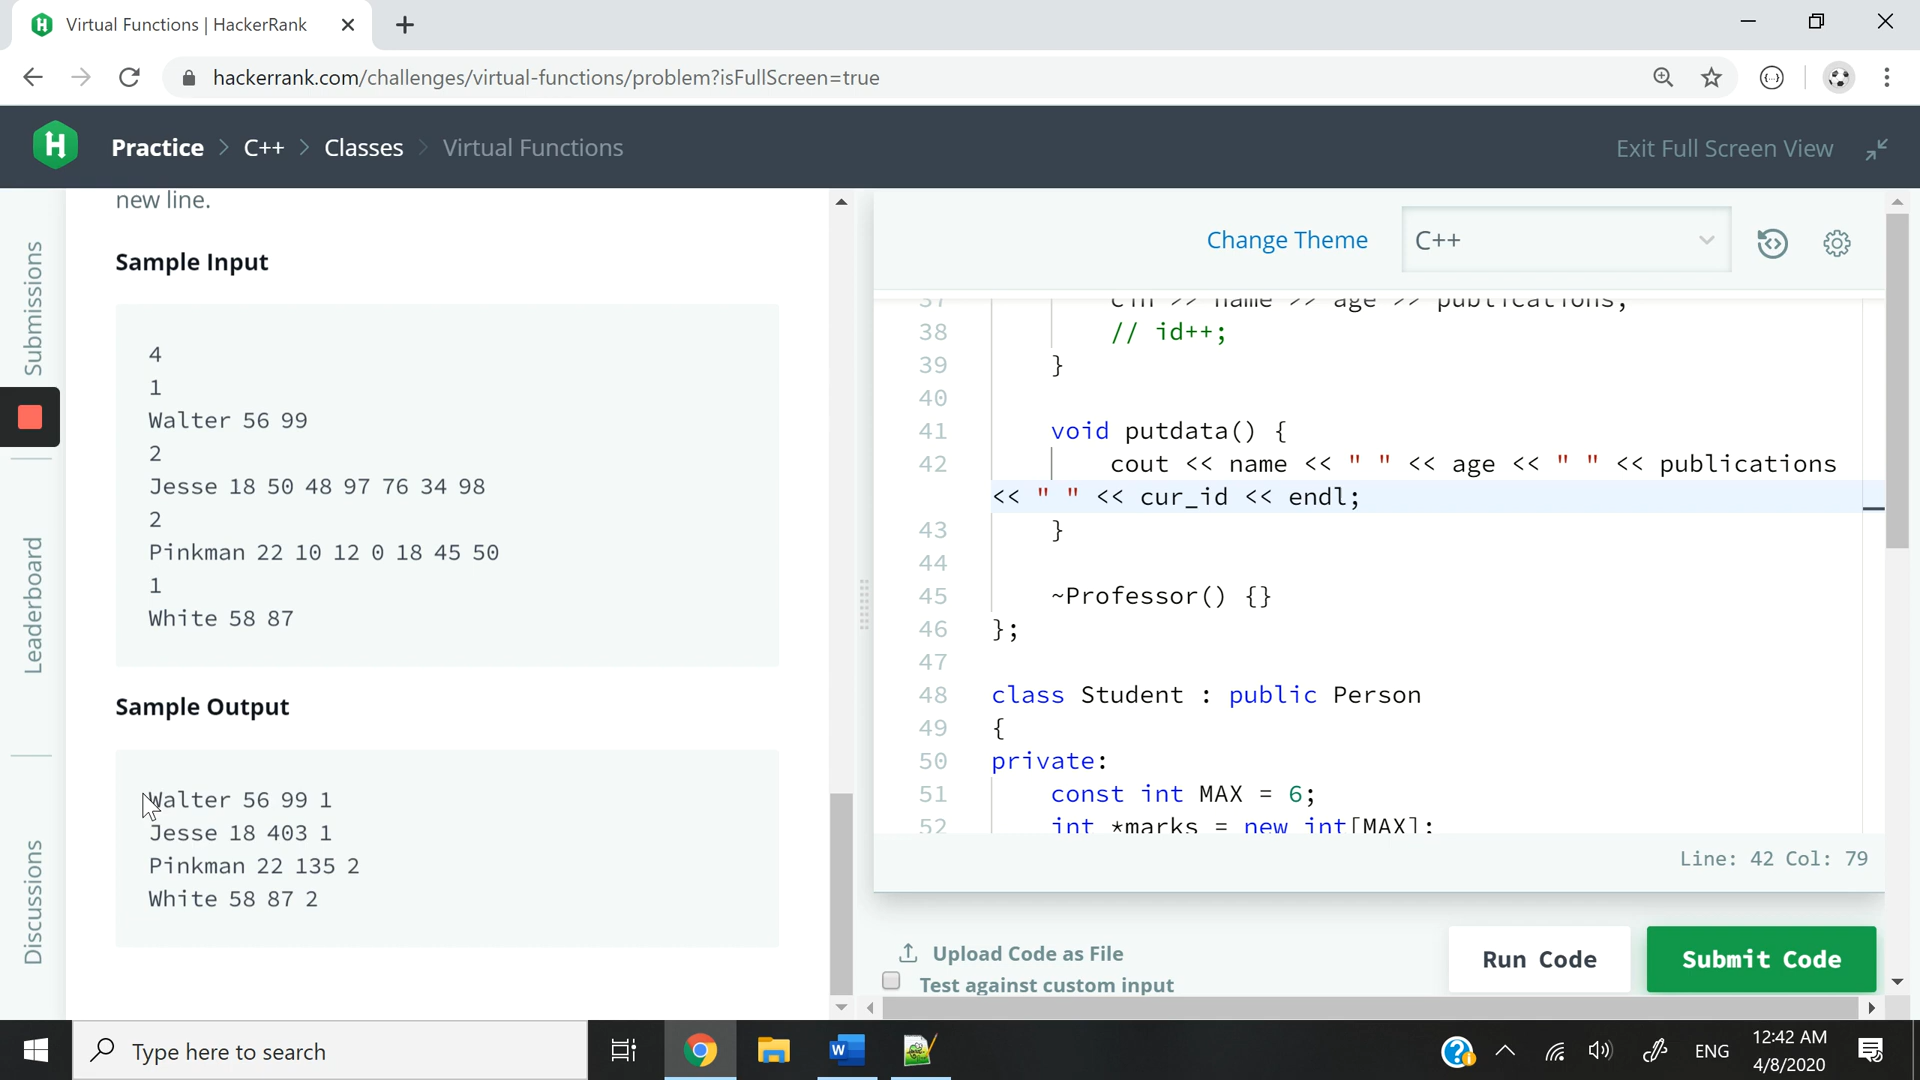 Virtual Functions | HackerRank
hackerrank.com/challenges/virtual-functions/problem?isFullScreen=true
Practice > C++ > Classes > Virtual Functions
Exit Full Screen View
Submissions
Leaderboard
Discussions
new line.
Sample Input
4
1
Walter 56 99
2
Jesse 18 50 48 97 76 34 98
2
Pinkman 22 10 12 0 18 45 50
1
White 58 87
Sample Output
Walter 56 99 1
Jesse 18 403 1
Pinkman 22 135 2
White 58 87 2
Change Theme
C++
37 cin >> name >> age >> publications;
38 // id++;
39 }
40
41 void putdata() {
42 cout << name << " " << age << " " << publications
<< " " << cur_id << endl;
43 }
44
45 ~Professor() {}
46 };
47
48 class Student : public Person
49 {
50 private:
51 const int MAX = 6;
52 int *marks = new int[MAX];
Line: 42 Col: 79
Upload Code as File
Test against custom input
Run Code
Submit Code
Type here to search
ENG
12:42 AM
4/8/2020